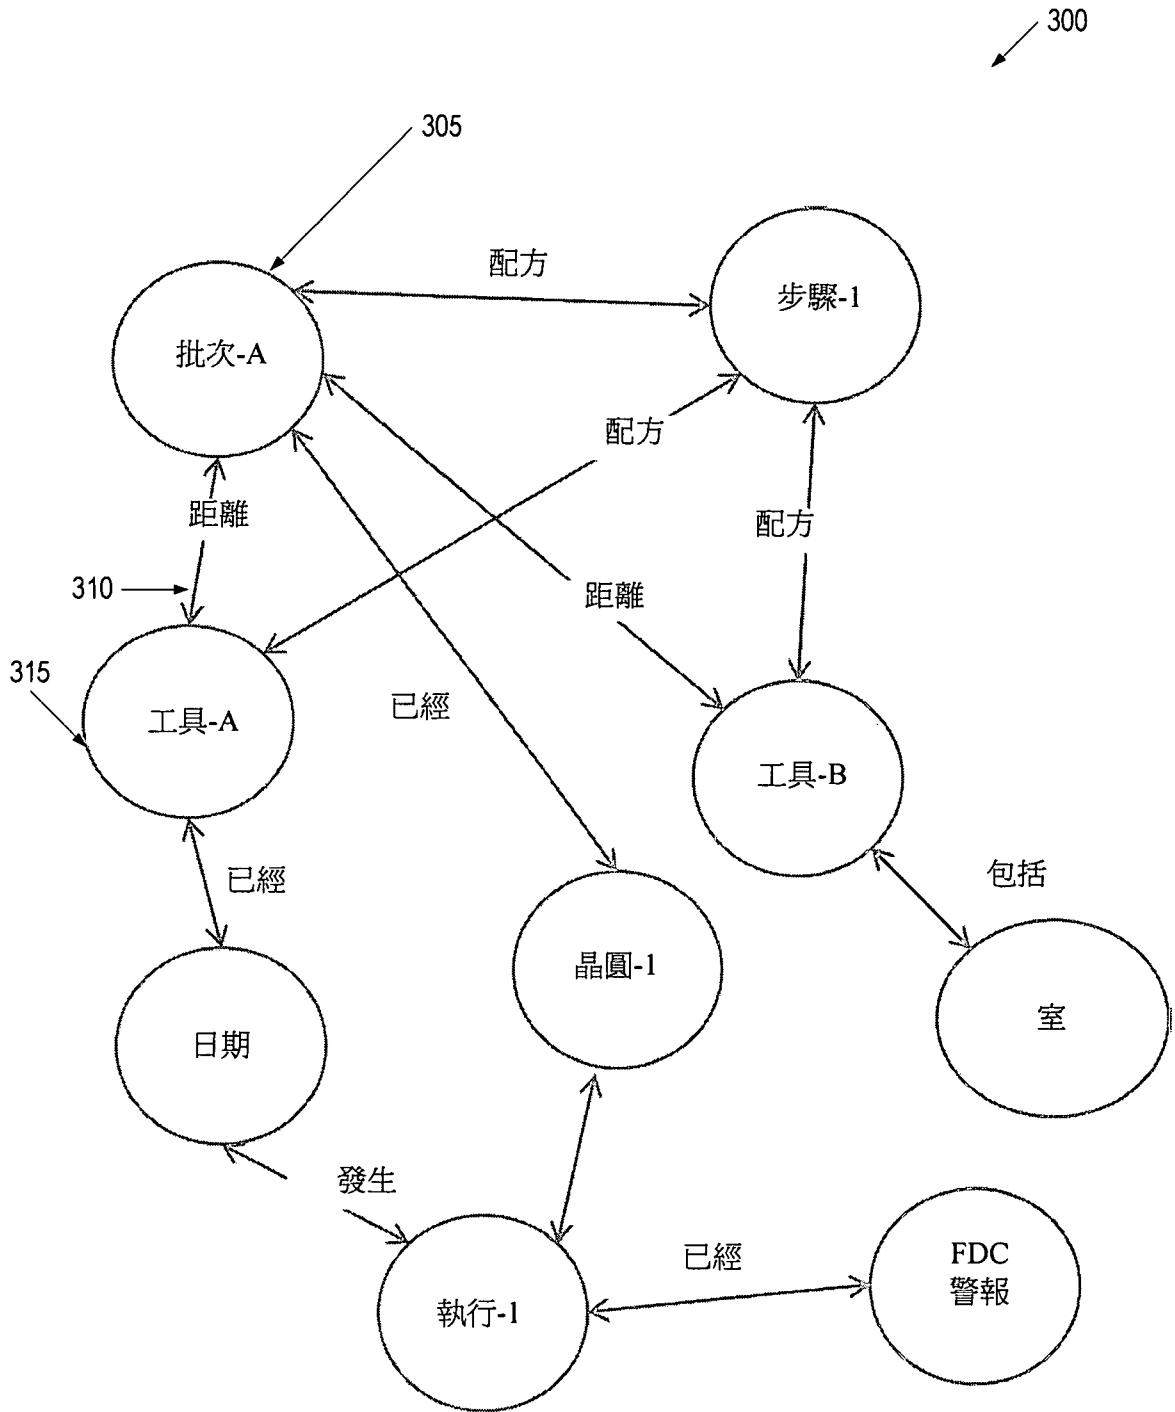 300
305
配方
步驟-1
批次-A
配方
距離
配方
310
距離
315
已經
工具-A
工具-B
已經
包括
晶圓-1
室
日期
發生
已經
FDC
警報
執行-1